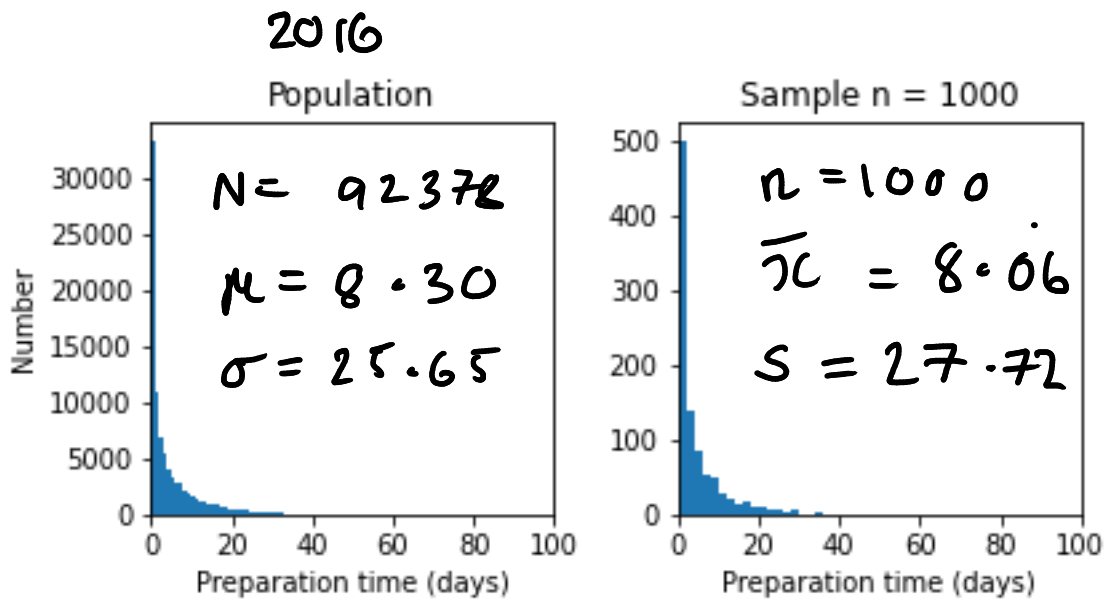 2016
Population
Number
30000
25000
20000
15000
10000
5000
0
0 20 40 60 80 100
Preparation time (days)
N = 92378
μ = 8.30
σ = 25.65
Sample n = 1000
500
400
300
200
100
0
0 20 40 60 80 100
Preparation time (days)
n = 1000
x̄ = 8.06
s = 27.72